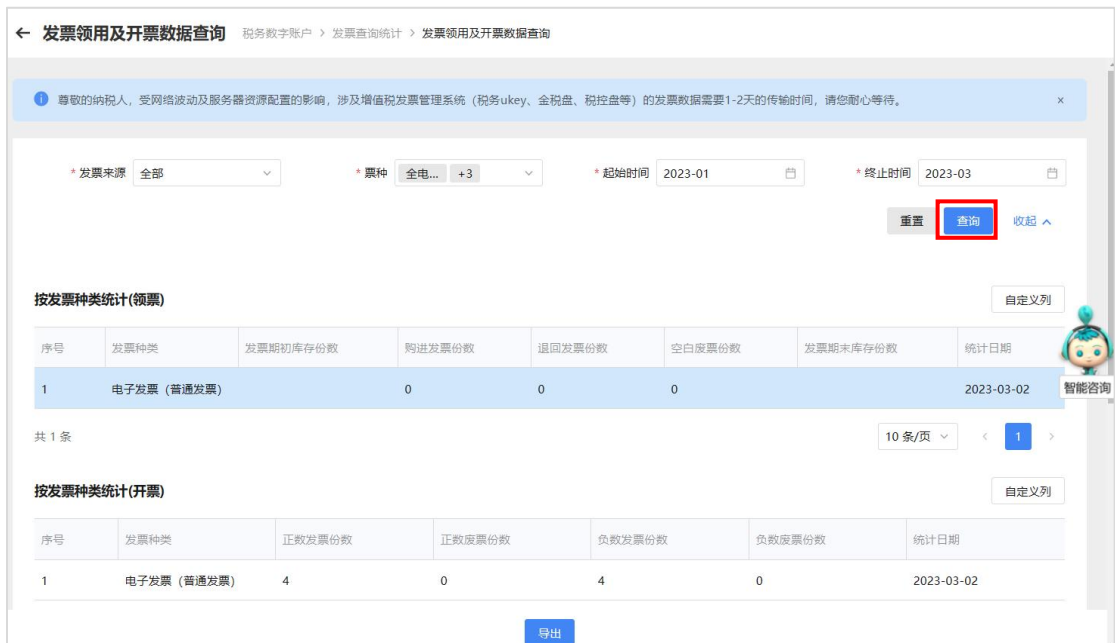 ← 发票领用及开票数据查询 税务数字账户 > 发票查询统计 > 发票领用及开票数据查询
尊敬的纳税人，受网络波动及服务器资源配置的影响，涉及增值税发票管理系统（税务ukey、金税盘、税控盘等）的发票数据需要1-2天的传输时间，请您耐心等待。 ×
* 发票来源 全部 * 票种 全电... +3 * 起始时间 2023-01 * 终止时间 2023-03
重置 查询 收起
按发票种类统计(领票) 自定义列
序号 发票种类 发票期初库存份数 购进发票份数 退回发票份数 空白废票份数 发票期末库存份数 统计日期
1 电子发票（普通发票） 0 0 0 2023-03-02
智能咨询
共 1 条 10 条/页 < 1 >
按发票种类统计(开票) 自定义列
序号 发票种类 正数发票份数 正数废票份数 负数发票份数 负数废票份数 统计日期
1 电子发票（普通发票） 4 0 4 0 2023-03-02
导出